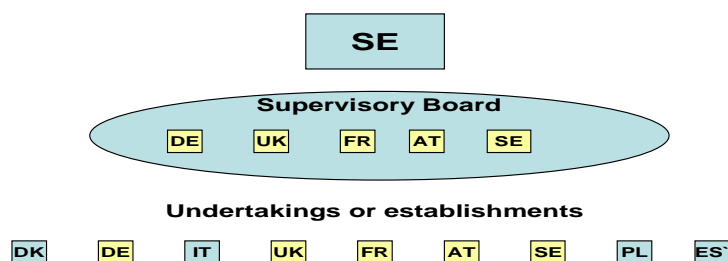 SE
Supervisory Board
DE UK FR AT SE
Undertakings or establishments
DK DE IT UK FR AT SE PL EST